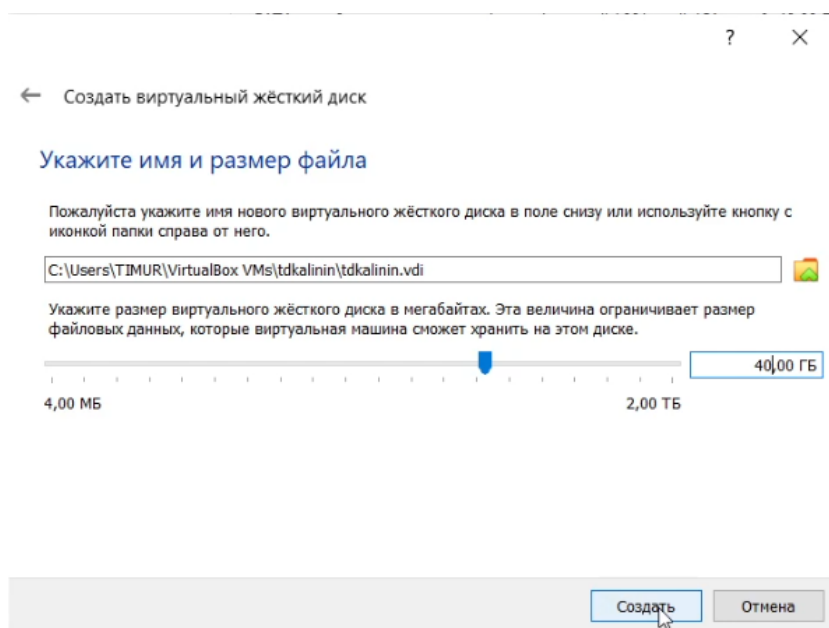 ?
Создать виртуальный жёсткий диск
Укажите имя и размер файла
Пожалуйста укажите имя нового виртуального жёсткого диска в поле снизу или используйте кнопку с
иконкой папки справа от него.
C:\Users\TIMUR\VirtualBox VMs\tdkalinin\tdkalinin.vdi
Укажите размер виртуального жёсткого диска в мегабайтах. Эта величина ограничивает размер
файловых данных, которые виртуальная машина сможет хранить на этом диске.
40,00 ГБ
4,00 МБ 2,00 ТБ
Создать Отмена